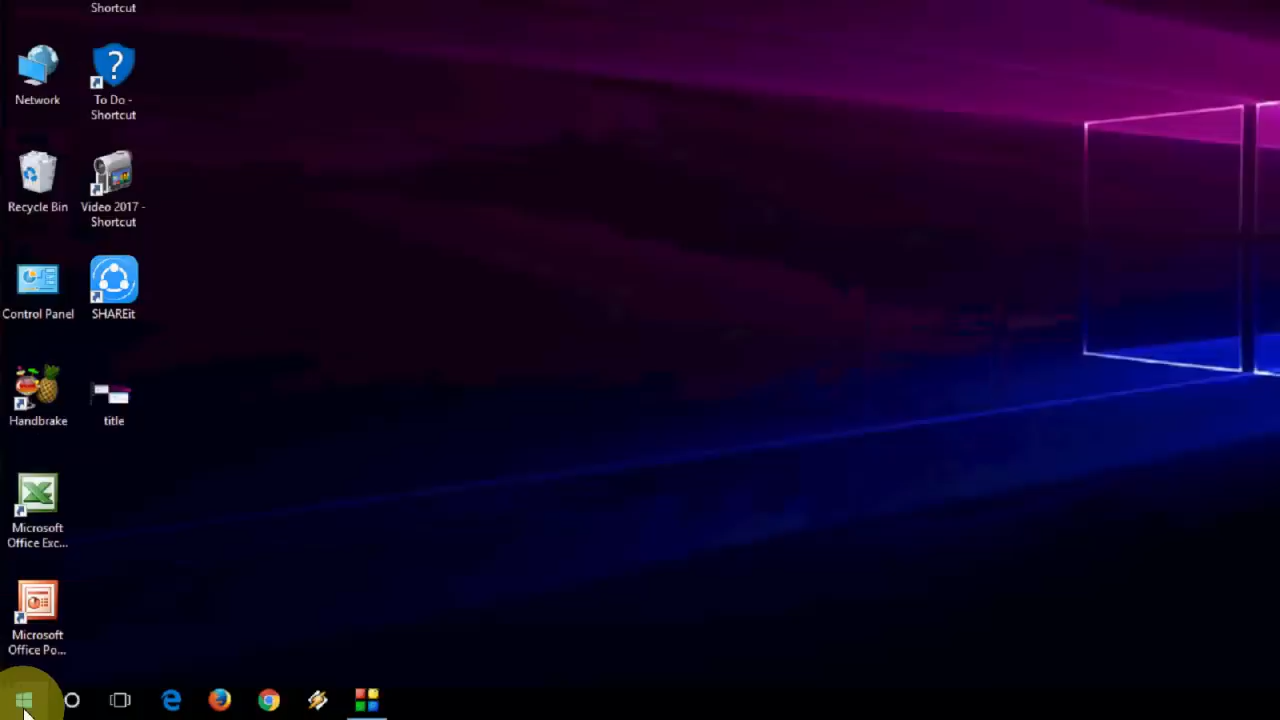 Shortcut
Network
To Do -
Shortcut
Recycle Bin
Video 2017 -
Shortcut
Control Panel
SHAREit
Handbrake
title
Microsoft
Office Exc...
Microsoft
Office Po...